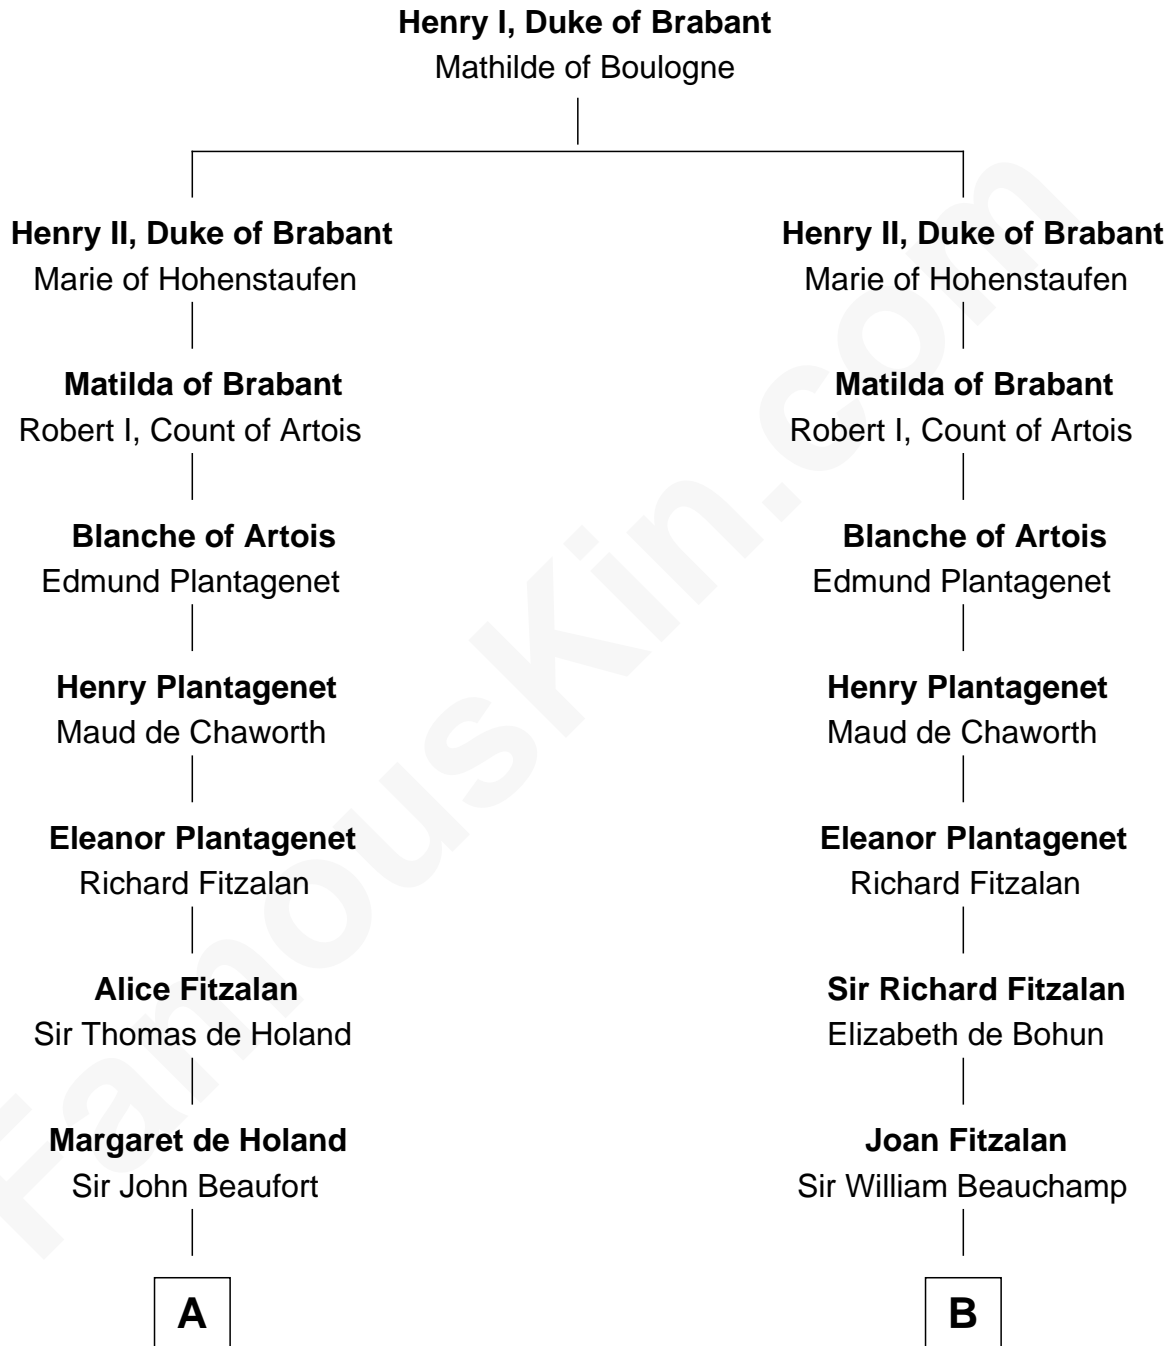 Henry I, Duke of Brabant
Mathilde of Boulogne
Henry II, Duke of Brabant
Marie of Hohenstaufen
Matilda of Brabant
Robert I, Count of Artois
Blanche of Artois
Edmund Plantagenet
Henry Plantagenet
Maud de Chaworth
Eleanor Plantagenet
Richard Fitzalan
Alice Fitzalan
Sir Thomas de Holand
Margaret de Holand
Sir John Beaufort
A
Henry II, Duke of Brabant
Marie of Hohenstaufen
Matilda of Brabant
Robert I, Count of Artois
Blanche of Artois
Edmund Plantagenet
Henry Plantagenet
Maud de Chaworth
Eleanor Plantagenet
Richard Fitzalan
Sir Richard Fitzalan
Elizabeth de Bohun
Joan Fitzalan
Sir William Beauchamp
B
FamousKin.com